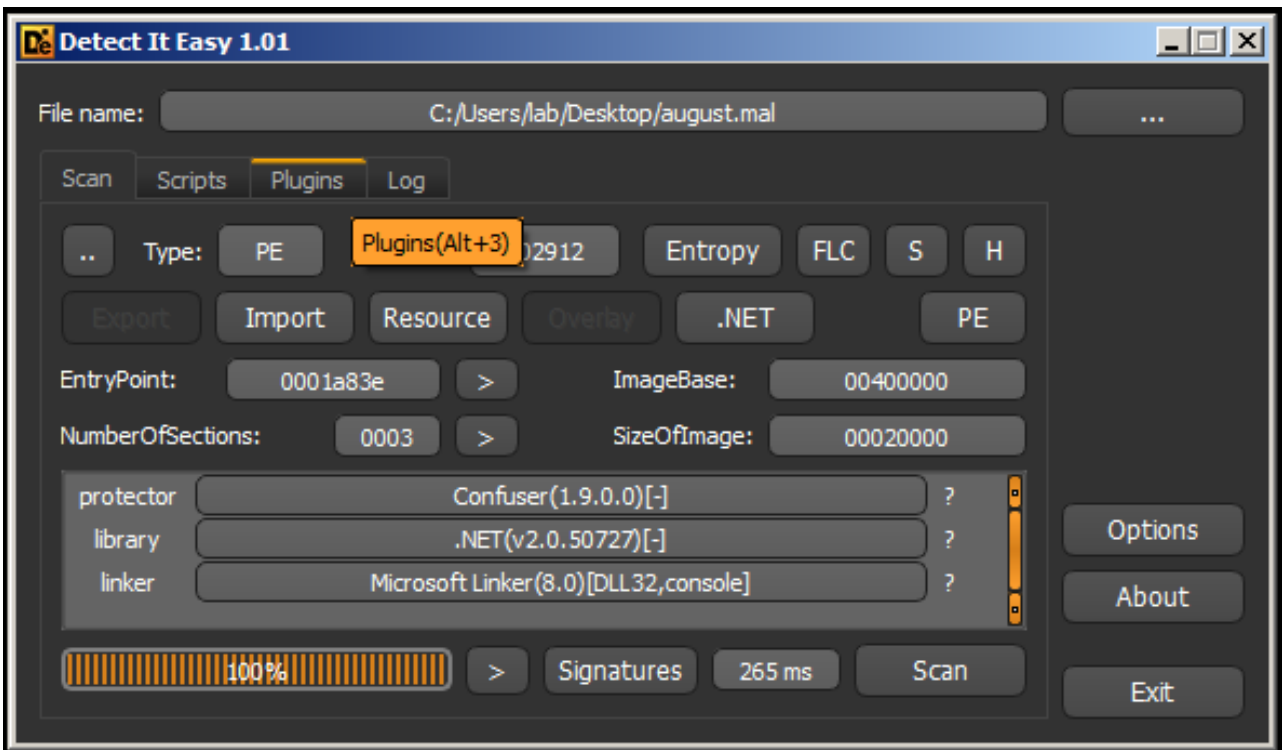 Detect It Easy 1.01
File name: C:/Users/lab/Desktop/august.mal ...
Scan Scripts Plugins Log
.. Type: PE Plugins(Alt+3) 02912 Entropy FLC S H
Export Import Resource Overlay .NET PE
EntryPoint: 0001a83e > ImageBase: 00400000
NumberOfSections: 0003 > SizeOfImage: 00020000
protector Confuser(1.9.0.0)[-] ?
library .NET(v2.0.50727)[-] ?
linker Microsoft Linker(8.0)[DLL32,console] ?
Options
About
100% > Signatures 265 ms Scan
Exit